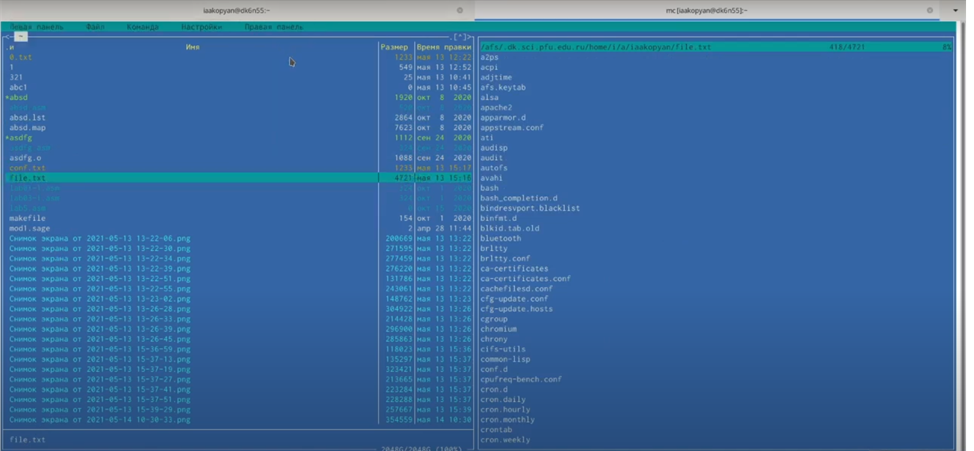 iaakopyan@dk6n55:~
mc [iaakopyan@dk6n55]:~
Левая панель Файл Команда Настройки Правая панель
~ .[^]>
.и Имя Размер Время правки
0.txt 1233 мая 13 12:22
1 549 мая 13 12:52
321 25 мая 13 10:41
abc1 0 мая 13 10:45
*absd 1920 окт 8 2020
absd.lst 2864 окт 8 2020
absd.map 7623 окт 8 2020
*asdfg 1112 сен 24 2020
asdfg.o 1088 сен 24 2020
conf.txt 1233 мая 13 15:17
file.txt 4721 мая 13 15:16
makefile 154 окт 1 2020
mod1.sage 2 апр 28 11:44
Снимок экрана от 2021-05-13 13-22-06.png 200669 мая 13 13:22
Снимок экрана от 2021-05-13 13-22-30.png 271595 мая 13 13:22
Снимок экрана от 2021-05-13 13-22-34.png 277459 мая 13 13:22
Снимок экрана от 2021-05-13 13-22-39.png 276220 мая 13 13:22
Снимок экрана от 2021-05-13 13-22-51.png 131786 мая 13 13:22
Снимок экрана от 2021-05-13 13-22-55.png 243061 мая 13 13:22
Снимок экрана от 2021-05-13 13-23-02.png 148762 мая 13 13:23
Снимок экрана от 2021-05-13 13-26-28.png 304922 мая 13 13:26
Снимок экрана от 2021-05-13 13-26-33.png 214428 мая 13 13:26
Снимок экрана от 2021-05-13 13-26-39.png 296900 мая 13 13:26
Снимок экрана от 2021-05-13 13-26-45.png 285863 мая 13 13:26
Снимок экрана от 2021-05-13 15-36-59.png 118023 мая 13 15:36
Снимок экрана от 2021-05-13 15-37-13.png 135297 мая 13 15:37
Снимок экрана от 2021-05-13 15-37-19.png 323421 мая 13 15:37
Снимок экрана от 2021-05-13 15-37-27.png 213665 мая 13 15:37
Снимок экрана от 2021-05-13 15-37-41.png 223284 мая 13 15:37
Снимок экрана от 2021-05-13 15-37-51.png 228288 мая 13 15:37
Снимок экрана от 2021-05-13 15-39-29.png 257667 мая 13 15:39
Снимок экрана от 2021-05-14 10-30-33.png 354559 мая 14 10:30
file.txt
2048G/2048G (100%)
/afs/.dk.sci.pfu.edu.ru/home/i/a/iaakopyan/file.txt 418/4721 8%
a2ps
acpi
adjtime
afs.keytab
alsa
apache2
apparmor.d
appstream.conf
ati
audisp
audit
autofs
avahi
bash
bash_completion.d
bindresvport.blacklist
binfmt.d
blkid.tab.old
bluetooth
brltty
brltty.conf
ca-certificates
ca-certificates.conf
cachefilesd.conf
cfg-update.conf
cfg-update.hosts
cgroup
chromium
chrony
cifs-utils
common-lisp
conf.d
cpufreq-bench.conf
cron.d
cron.daily
cron.hourly
cron.monthly
crontab
cron.weekly